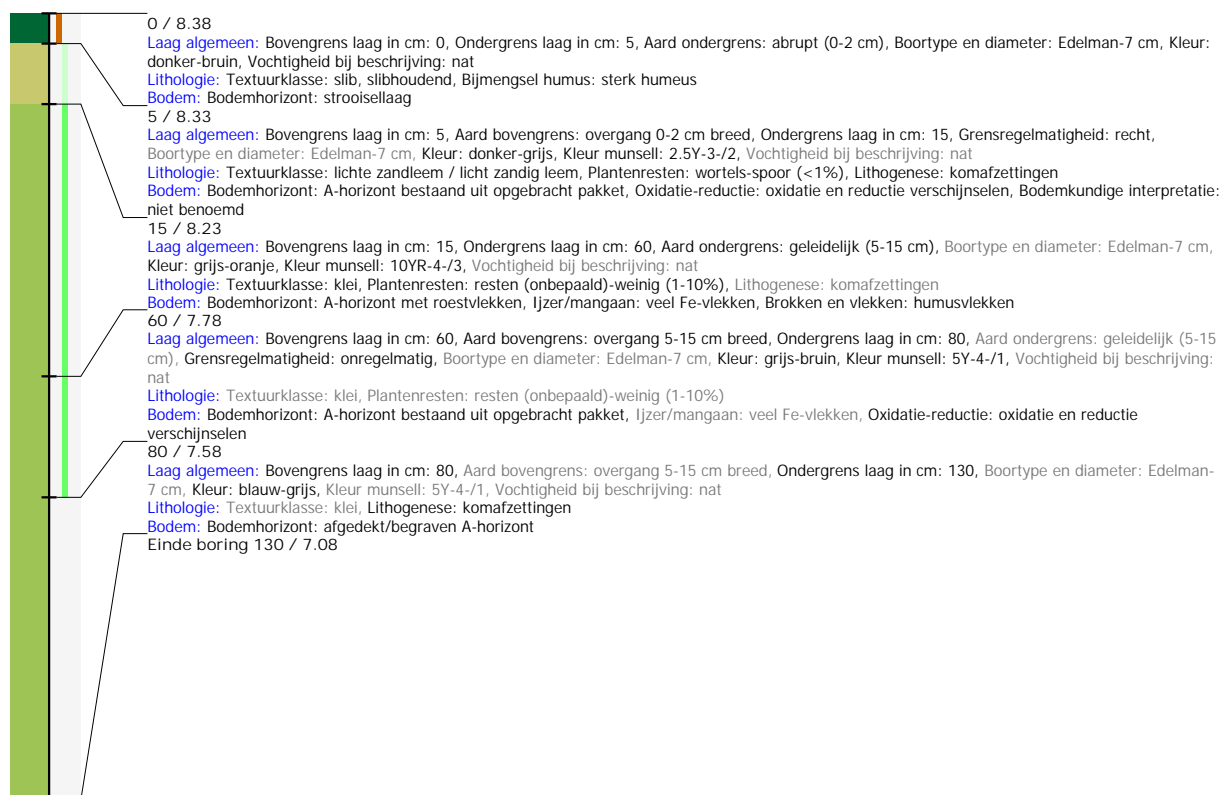 0 / 8.38
Laag algemeen: Bovengrens laag in cm: 0, Ondergrens laag in cm: 5, Aard ondergrens: abrupt (0-2 cm), Boortype en diameter: Edelman-7 cm, Kleur:
donker-bruin, Vochtigheid bij beschrijving: nat
Lithologie: Textuurklasse: slib, slibhoudend, Bijmengsel humus: sterk humeus
Bodem: Bodemhorizont: strooisellaag
5 / 8.33
Laag algemeen: Bovengrens laag in cm: 5, Aard bovengrens: overgang 0-2 cm breed, Ondergrens laag in cm: 15, Grensregelmatigheid: recht,
Boortype en diameter: Edelman-7 cm, Kleur: donker-grijs, Kleur munsell: 2.5Y-3-/2, Vochtigheid bij beschrijving: nat
Lithologie: Textuurklasse: lichte zandleem / licht zandig leem, Plantenresten: wortels-spoor (<1%), Lithogenese: komafzettingen
Bodem: Bodemhorizont: A-horizont bestaand uit opgebracht pakket, Oxidatie-reductie: oxidatie en reductie verschijnselen, Bodemkundige interpretatie:
niet benoemd
15 / 8.23
Laag algemeen: Bovengrens laag in cm: 15, Ondergrens laag in cm: 60, Aard ondergrens: geleidelijk (5-15 cm), Boortype en diameter: Edelman-7 cm,
Kleur: grijs-oranje, Kleur munsell: 10YR-4-/3, Vochtigheid bij beschrijving: nat
Lithologie: Textuurklasse: klei, Plantenresten: resten (onbepaald)-weinig (1-10%), Lithogenese: komafzettingen
Bodem: Bodemhorizont: A-horizont met roestvlekken, Ijzer/mangaan: veel Fe-vlekken, Brokken en vlekken: humusvlekken
60 / 7.78
Laag algemeen: Bovengrens laag in cm: 60, Aard bovengrens: overgang 5-15 cm breed, Ondergrens laag in cm: 80, Aard ondergrens: geleidelijk (5-15
cm), Grensregelmatigheid: onregelmatig, Boortype en diameter: Edelman-7 cm, Kleur: grijs-bruin, Kleur munsell: 5Y-4-/1, Vochtigheid bij beschrijving:
nat
Lithologie: Textuurklasse: klei, Plantenresten: resten (onbepaald)-weinig (1-10%)
Bodem: Bodemhorizont: A-horizont bestaand uit opgebracht pakket, Ijzer/mangaan: veel Fe-vlekken, Oxidatie-reductie: oxidatie en reductie
verschijnselen
80 / 7.58
Laag algemeen: Bovengrens laag in cm: 80, Aard bovengrens: overgang 5-15 cm breed, Ondergrens laag in cm: 130, Boortype en diameter: Edelman-
7 cm, Kleur: blauw-grijs, Kleur munsell: 5Y-4-/1, Vochtigheid bij beschrijving: nat
Lithologie: Textuurklasse: klei, Lithogenese: komafzettingen
Bodem: Bodemhorizont: afgedekt/begraven A-horizont
Einde boring 130 / 7.08